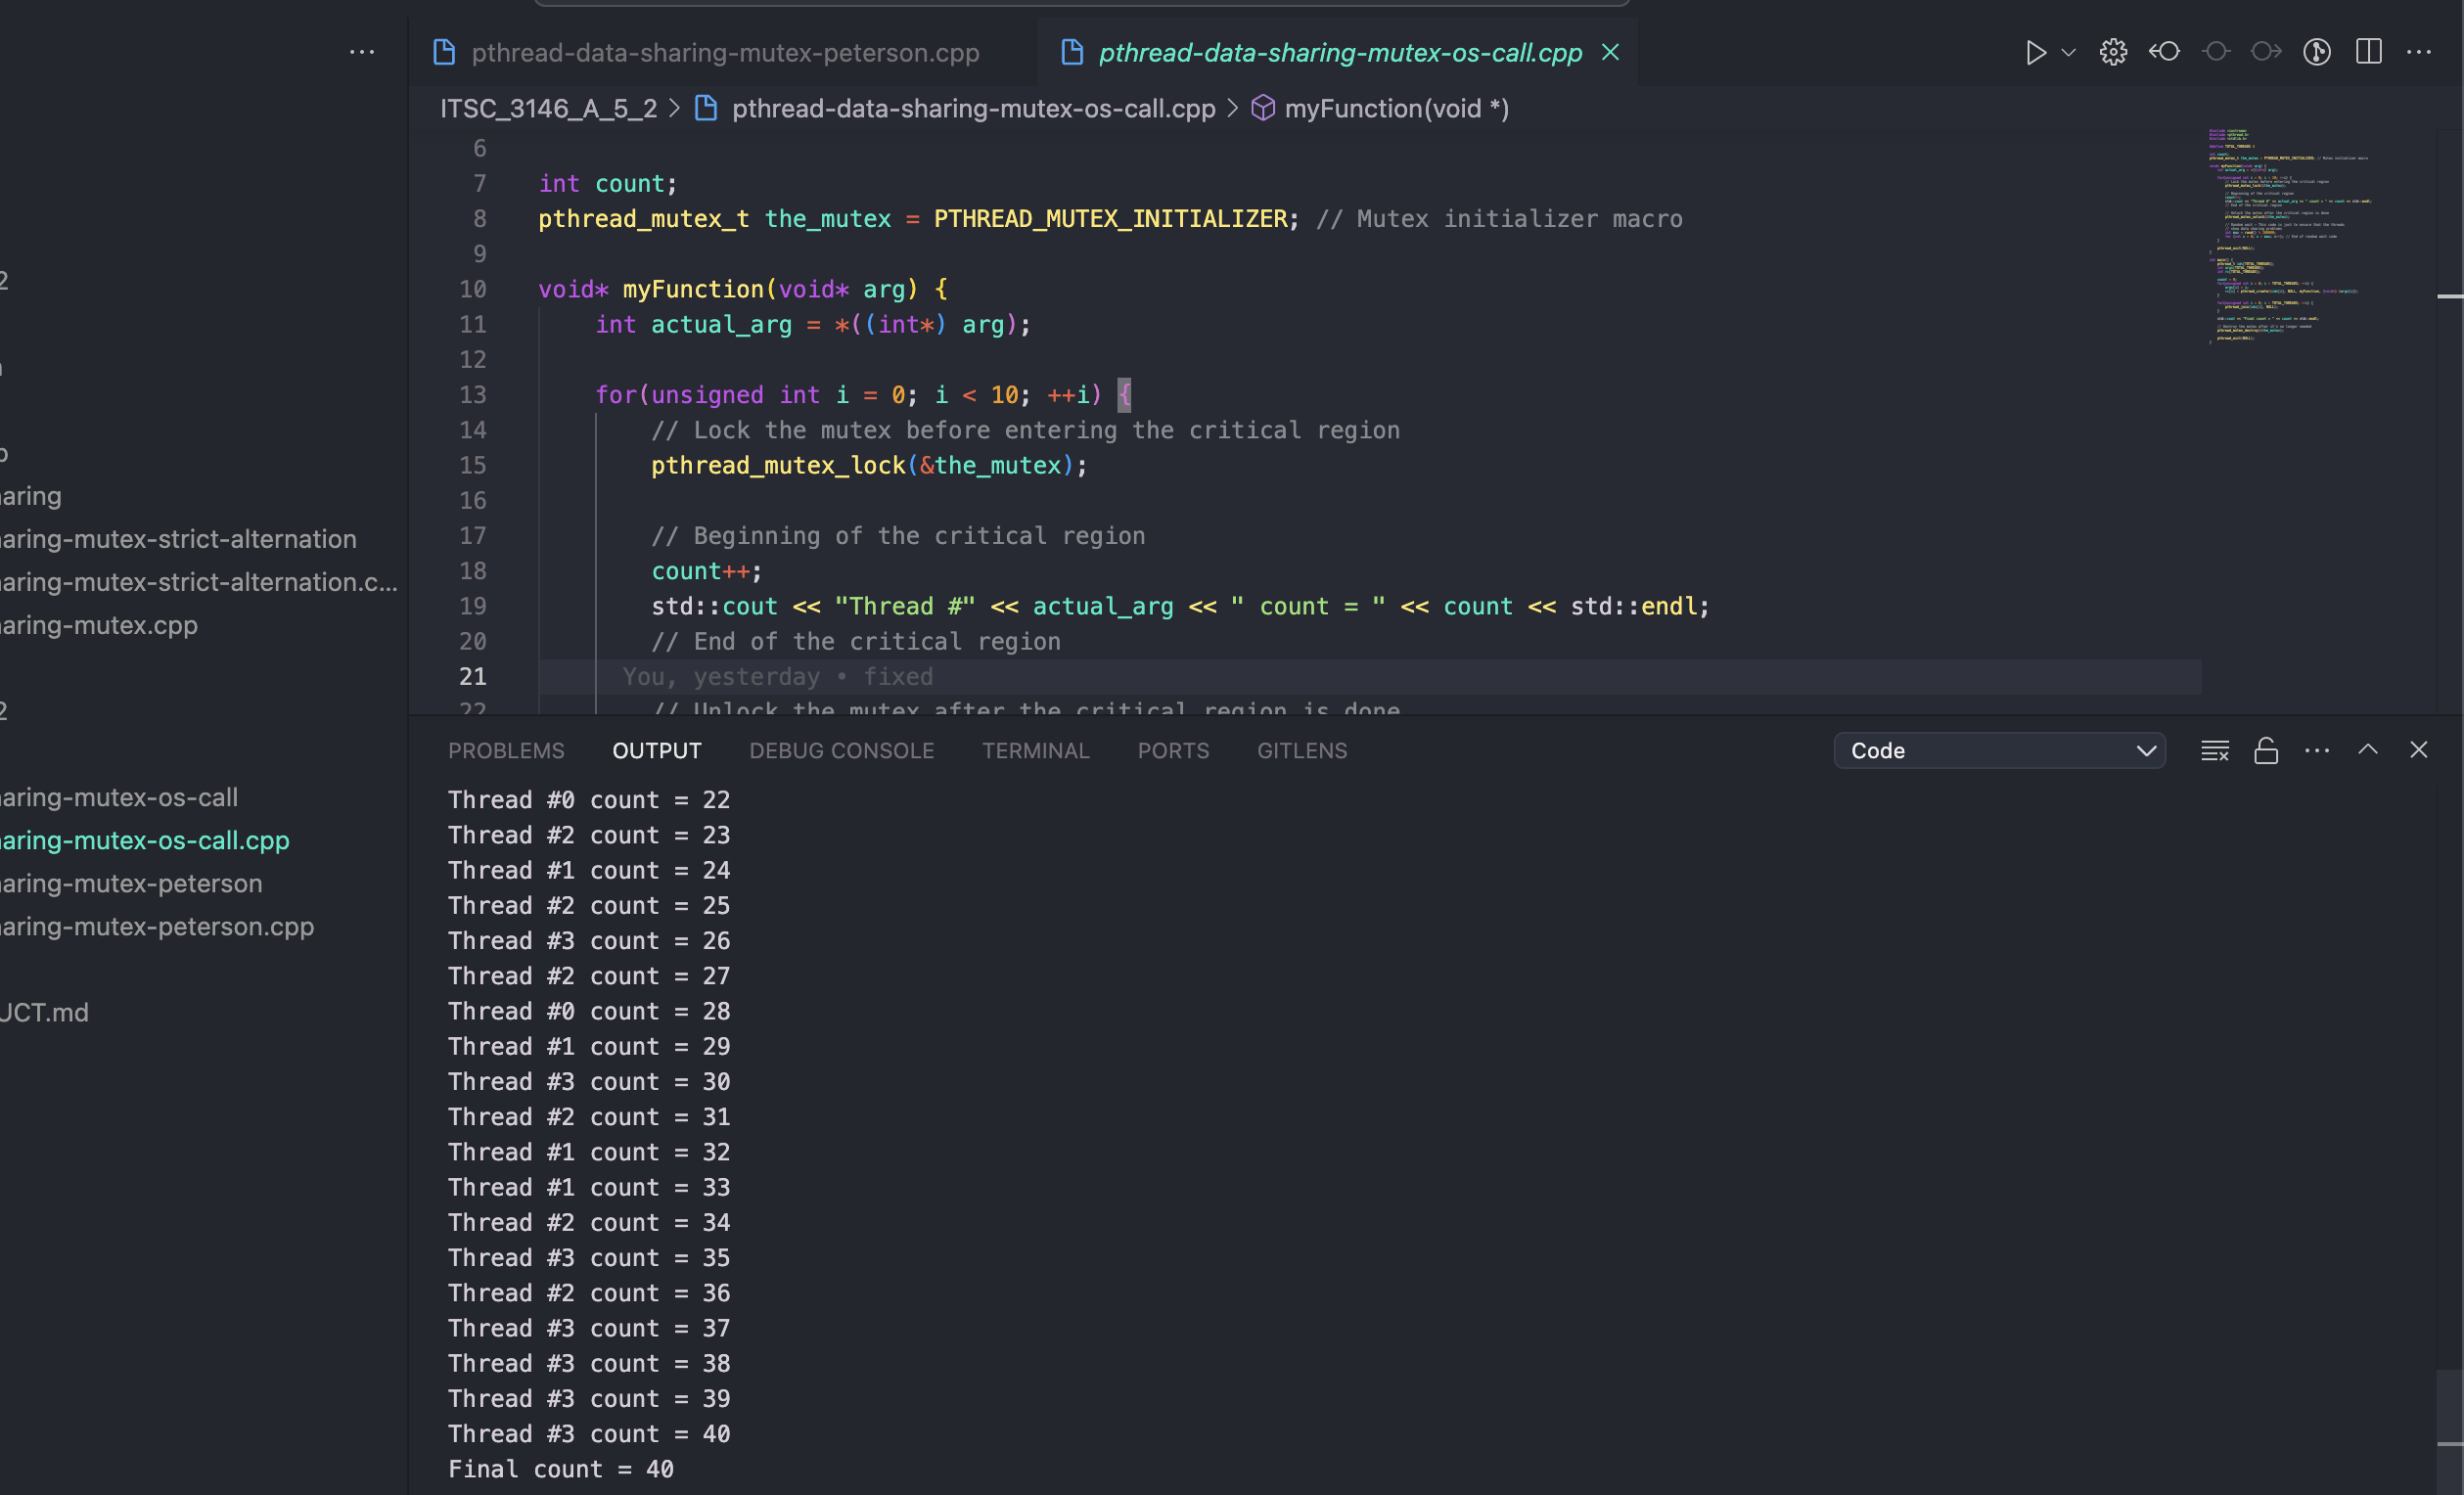 pthread-data-sharing-mutex-peterson.cpp
pthread-data-sharing-mutex-os-call.cpp
ITSC_3146_A_5_2 > pthread-data-sharing-mutex-os-call.cpp > myFunction(void *)
2
aring
aring-mutex-strict-alternation
aring-mutex-strict-alternation.c...
aring-mutex.cpp
2
aring-mutex-os-call
aring-mutex-os-call.cpp
aring-mutex-peterson
aring-mutex-peterson.cpp
UCT.md
6
7 int count;
8 pthread_mutex_t the_mutex = PTHREAD_MUTEX_INITIALIZER; // Mutex initializer macro
9
10 void* myFunction(void* arg) {
11 int actual_arg = *((int*) arg);
12
13 for(unsigned int i = 0; i < 10; ++i) {
14 // Lock the mutex before entering the critical region
15 pthread_mutex_lock(&the_mutex);
16
17 // Beginning of the critical region
18 count++;
19 std::cout << "Thread #" << actual_arg << " count = " << count << std::endl;
20 // End of the critical region
21 You, yesterday • fixed
22 // Unlock the mutex after the critical region is done
PROBLEMS OUTPUT DEBUG CONSOLE TERMINAL PORTS GITLENS Code
Thread #0 count = 22
Thread #2 count = 23
Thread #1 count = 24
Thread #2 count = 25
Thread #3 count = 26
Thread #2 count = 27
Thread #0 count = 28
Thread #1 count = 29
Thread #3 count = 30
Thread #2 count = 31
Thread #1 count = 32
Thread #1 count = 33
Thread #2 count = 34
Thread #3 count = 35
Thread #2 count = 36
Thread #3 count = 37
Thread #3 count = 38
Thread #3 count = 39
Thread #3 count = 40
Final count = 40